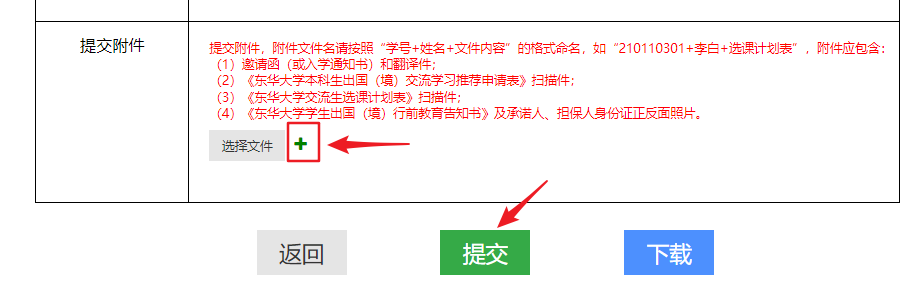 提交附件
提交附件，附件文件名请按照“学号+姓名+文件内容”的格式命名，如“210110301+李白+选课计划表”，附件应包含：
（1）邀请函（或入学通知书）和翻译件；
（2）《东华大学本科生出国（境）交流学习推荐申请表》扫描件；
（3）《东华大学交流生选课计划表》扫描件；
（4）《东华大学学生出国（境）行前教育告知书》及承诺人、担保人身份证正反面照片。
选择文件 +
返回 提交 下载